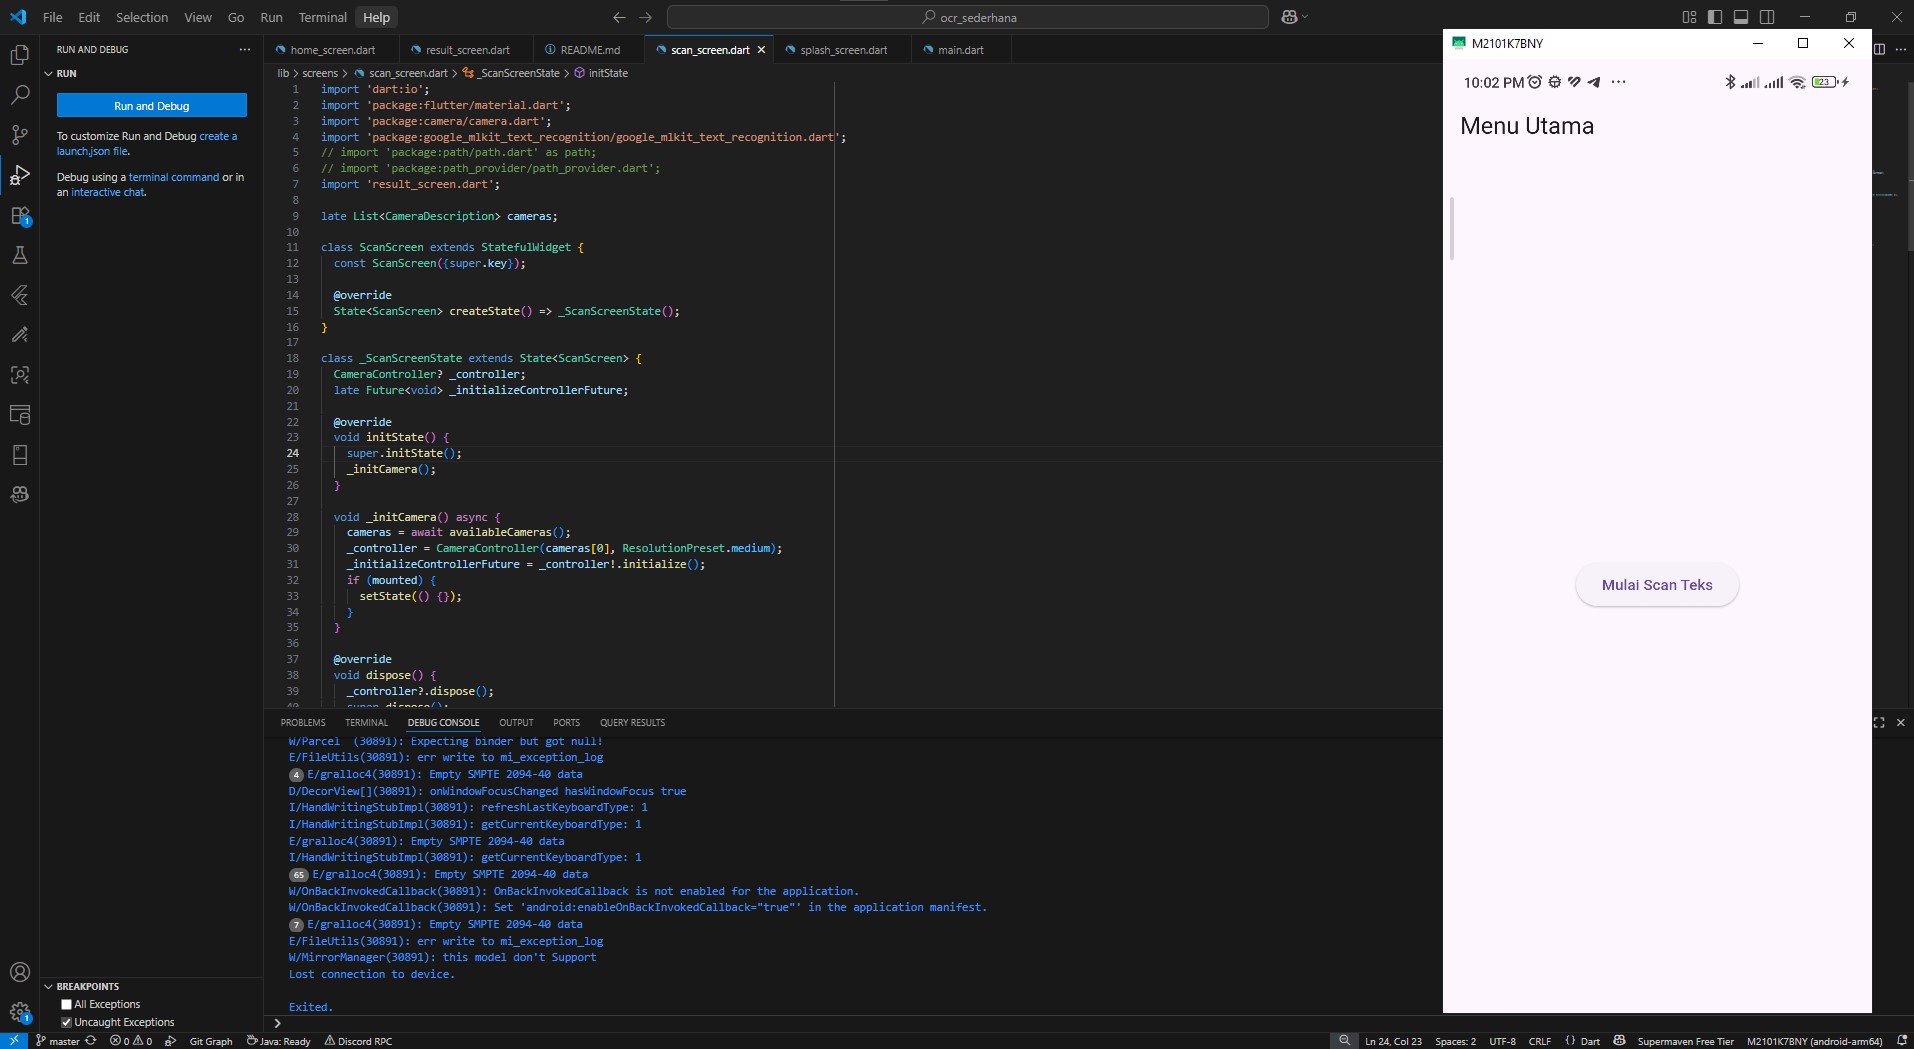 File Edit Selection View Go Run Terminal Help
ocr_sederhana
RUN AND DEBUG
RUN
Run and Debug
To customize Run and Debug create a
launch.json file.
Debug using a terminal command or in
an interactive chat.
home_screen.dart
result_screen.dart
README.md
scan_screen.dart
splash_screen.dart
main.dart
lib > screens > scan_screen.dart > _ScanScreenState > initState
1 import 'dart:io';
2 import 'package:flutter/material.dart';
3 import 'package:camera/camera.dart';
4 import 'package:google_mlkit_text_recognition/google_mlkit_text_recognition.dart';
5 // import 'package:path/path.dart' as path;
6 // import 'package:path_provider/path_provider.dart';
7 import 'result_screen.dart';
8
9 late List<CameraDescription> cameras;
10
11 class ScanScreen extends StatefulWidget {
12 const ScanScreen({super.key});
13
14 @override
15 State<ScanScreen> createState() => _ScanScreenState();
16 }
17
18 class _ScanScreenState extends State<ScanScreen> {
19 CameraController? _controller;
20 late Future<void> _initializeControllerFuture;
21
22 @override
23 void initState() {
24 super.initState();
25 _initCamera();
26 }
27
28 void _initCamera() async {
29 cameras = await availableCameras();
30 _controller = CameraController(cameras[0], ResolutionPreset.medium);
31 _initializeControllerFuture = _controller!.initialize();
32 if (mounted) {
33 setState(() {});
34 }
35 }
36
37 @override
38 void dispose() {
39 _controller?.dispose();
40 super.dispose();
PROBLEMS TERMINAL DEBUG CONSOLE OUTPUT PORTS QUERY RESULTS
W/Parcel (30891): Expecting binder but got null!
E/FileUtils(30891): err write to mi_exception_log
4 E/gralloc4(30891): Empty SMPTE 2094-40 data
D/DecorView[](30891): onWindowFocusChanged hasWindowFocus true
I/HandWritingStubImpl(30891): refreshLastKeyboardType: 1
I/HandWritingStubImpl(30891): getCurrentKeyboardType: 1
E/gralloc4(30891): Empty SMPTE 2094-40 data
I/HandWritingStubImpl(30891): getCurrentKeyboardType: 1
65 E/gralloc4(30891): Empty SMPTE 2094-40 data
W/OnBackInvokedCallback(30891): OnBackInvokedCallback is not enabled for the application.
W/OnBackInvokedCallback(30891): Set 'android:enableOnBackInvokedCallback="true"' in the application manifest.
7 E/gralloc4(30891): Empty SMPTE 2094-40 data
E/FileUtils(30891): err write to mi_exception_log
W/MirrorManager(30891): this model don't Support
Lost connection to device.
Exited.
BREAKPOINTS
All Exceptions
Uncaught Exceptions
M2101K7BNY
10:02 PM
23
Menu Utama
Mulai Scan Teks
1
1
master 0 0 Git Graph Java: Ready Discord RPC
Ln 24, Col 23 Spaces: 2 UTF-8 CRLF {} Dart Supermaven Free Tier M2101K7BNY (android-arm64)